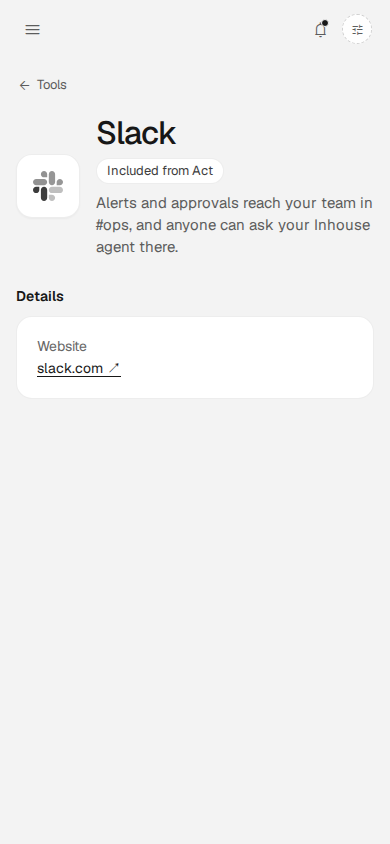 Tools
Slack
Included from Act
Alerts and approvals reach your team in
#ops, and anyone can ask your Inhouse
agent there.
Details
Website
slack.com ↗